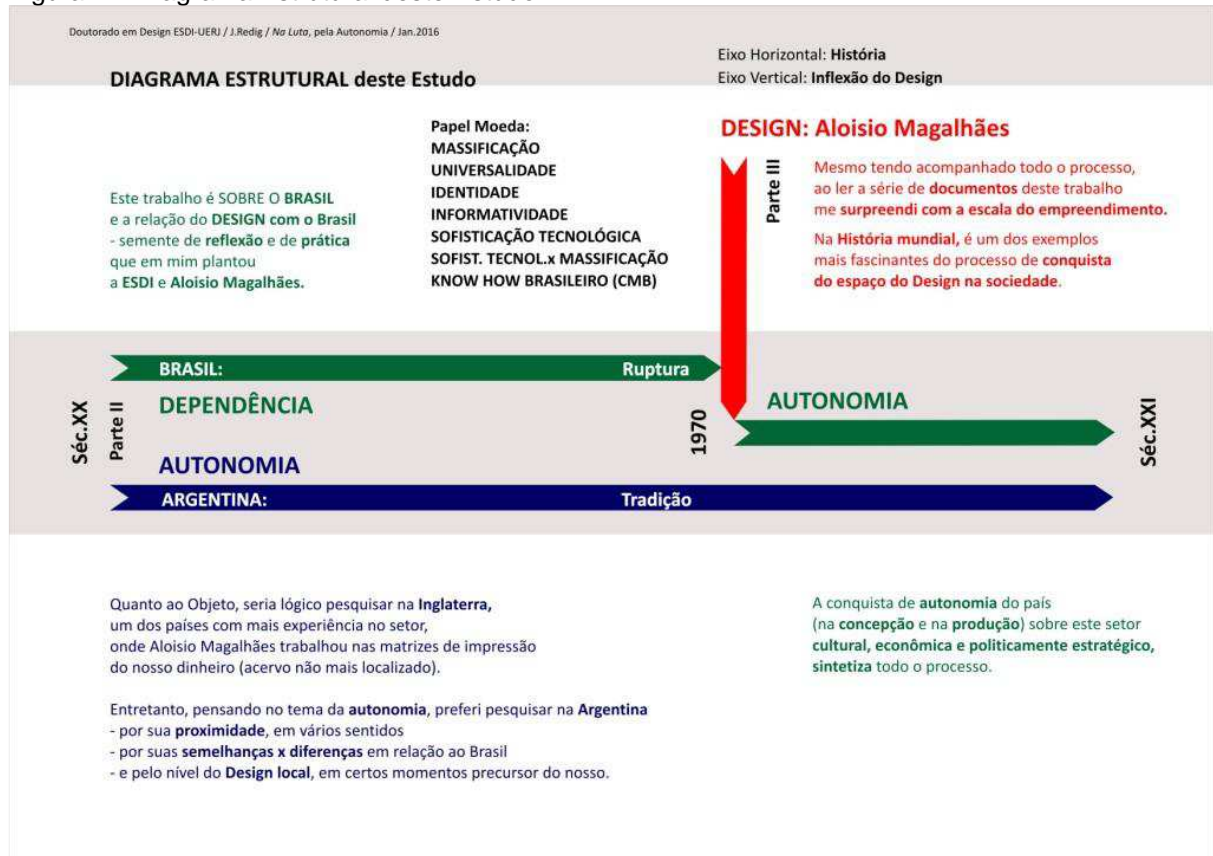 Doutorado em Design ESDI-UERJ / J.Redig / Na Luta, pela Autonomia / Jan.2016
DIAGRAMA ESTRUTURAL deste Estudo
Eixo Horizontal: História
Eixo Vertical: Inflexão do Design
Este trabalho é SOBRE O BRASIL
e a relação do DESIGN com o Brasil
- semente de reflexão e de prática
que em mim plantou
a ESDI e Aloisio Magalhães.
Papel Moeda:
MASSIFICAÇÃO
UNIVERSALIDADE
IDENTIDADE
INFORMATIVIDADE
SOFISTICAÇÃO TECNOLÓGICA
SOFIST. TECNOL.x MASSIFICAÇÃO
KNOW HOW BRASILEIRO (CMB)
DESIGN: Aloisio Magalhães
Parte III
Mesmo tendo acompanhado todo o processo,
ao ler a série de documentos deste trabalho
me surpreendi com a escala do empreendimento.
Na História mundial, é um dos exemplos
mais fascinantes do processo de conquista
do espaço do Design na sociedade.
Séc.XX
Parte II
BRASIL: Ruptura
DEPENDÊNCIA
1970
AUTONOMIA
Séc.XXI
AUTONOMIA
ARGENTINA: Tradição
Quanto ao Objeto, seria lógico pesquisar na Inglaterra,
um dos países com mais experiência no setor,
onde Aloisio Magalhães trabalhou nas matrizes de impressão
do nosso dinheiro (acervo não mais localizado).
Entretanto, pensando no tema da autonomia, preferi pesquisar na Argentina
- por sua proximidade, em vários sentidos
- por suas semelhanças x diferenças em relação ao Brasil
- e pelo nível do Design local, em certos momentos precursor do nosso.
A conquista de autonomia do país
(na concepção e na produção) sobre este setor
cultural, econômica e politicamente estratégico,
sintetiza todo o processo.